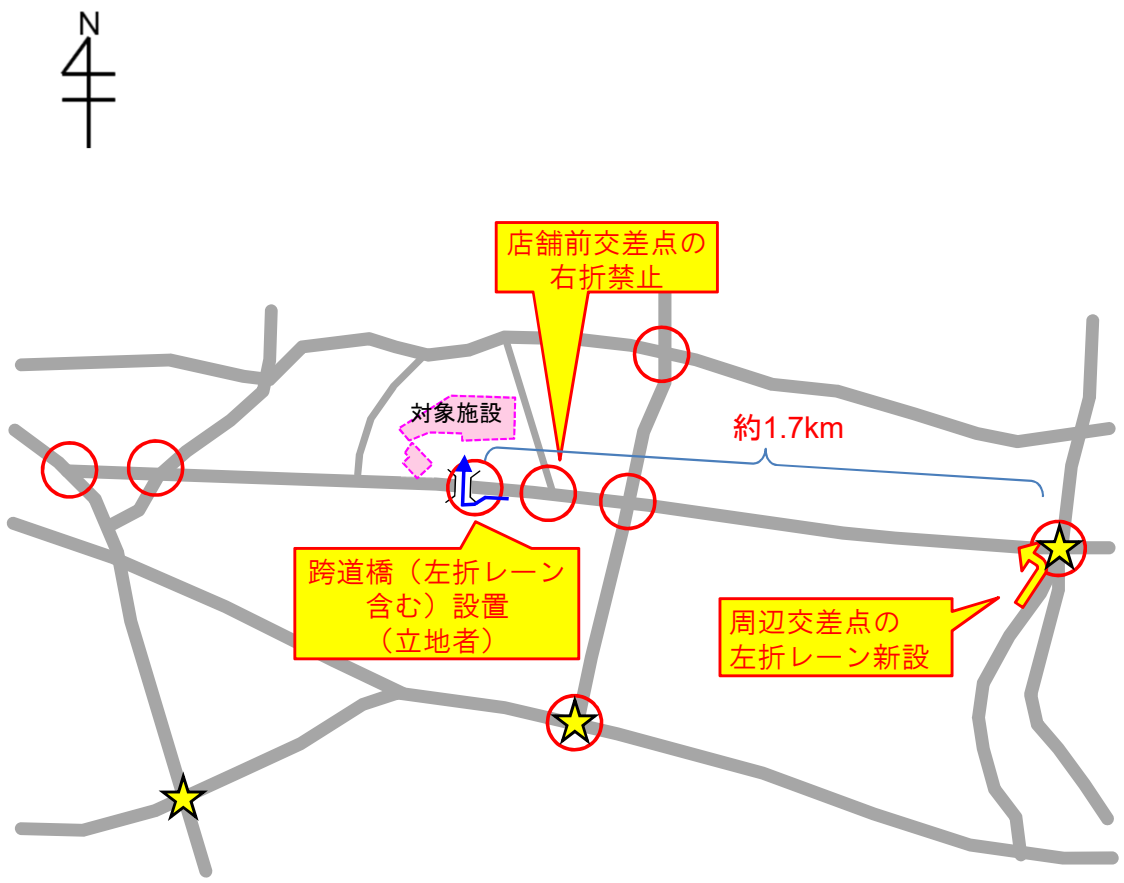 N
店舗前交差点の
右折禁止
対象施設
約1.7km
跨道橋（左折レーン
含む）設置
（立地者）
周辺交差点の
左折レーン新設